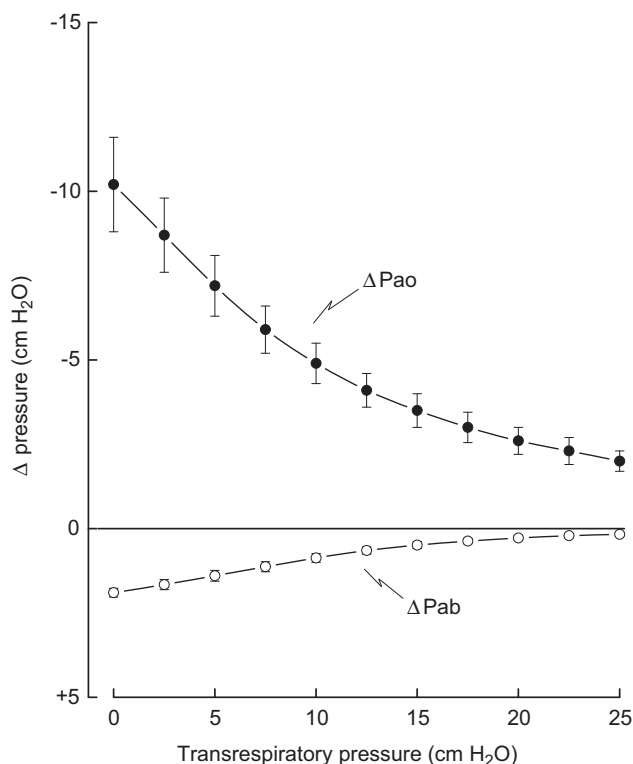 -15
-10
-5
0
+5
Δ pressure (cm H₂O)
ΔPao
ΔPab
0 5 10 15 20 25
Transrespiratory pressure (cm H₂O)